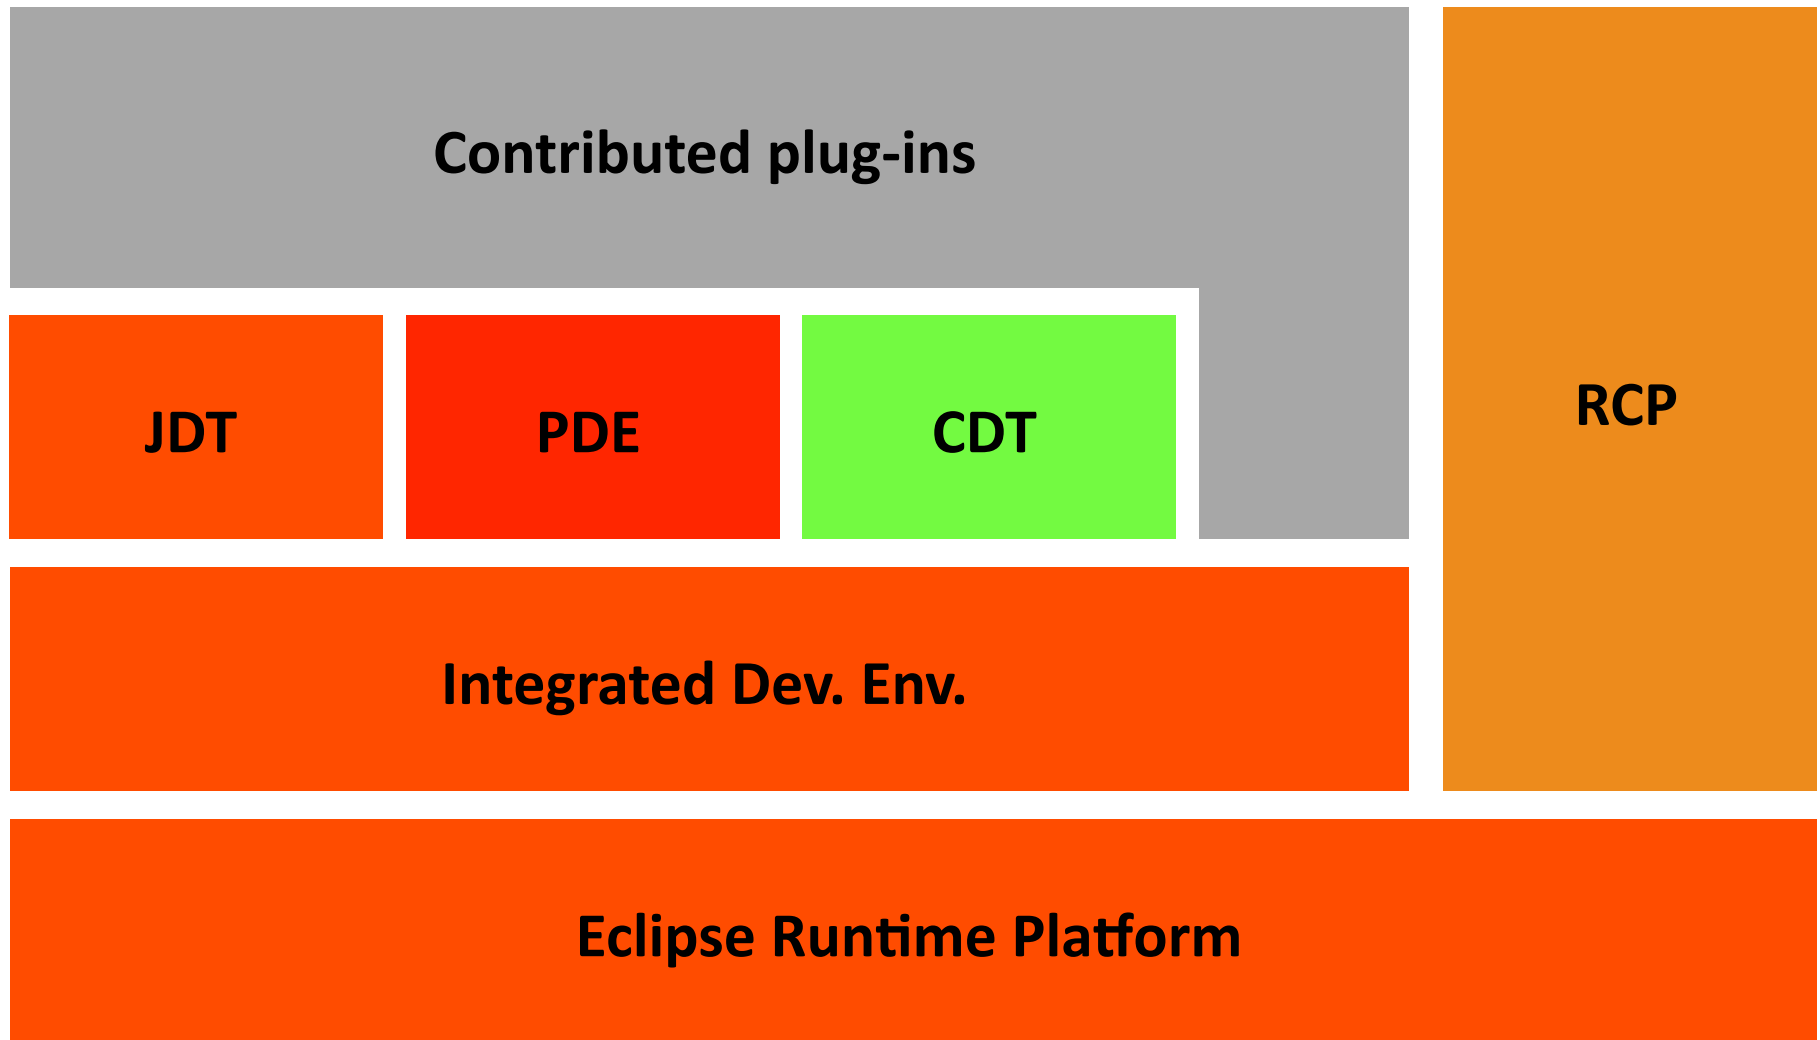 Contributed plug-ins
JDT
PDE
CDT
RCP
Integrated Dev. Env.
Eclipse Runtime Platform